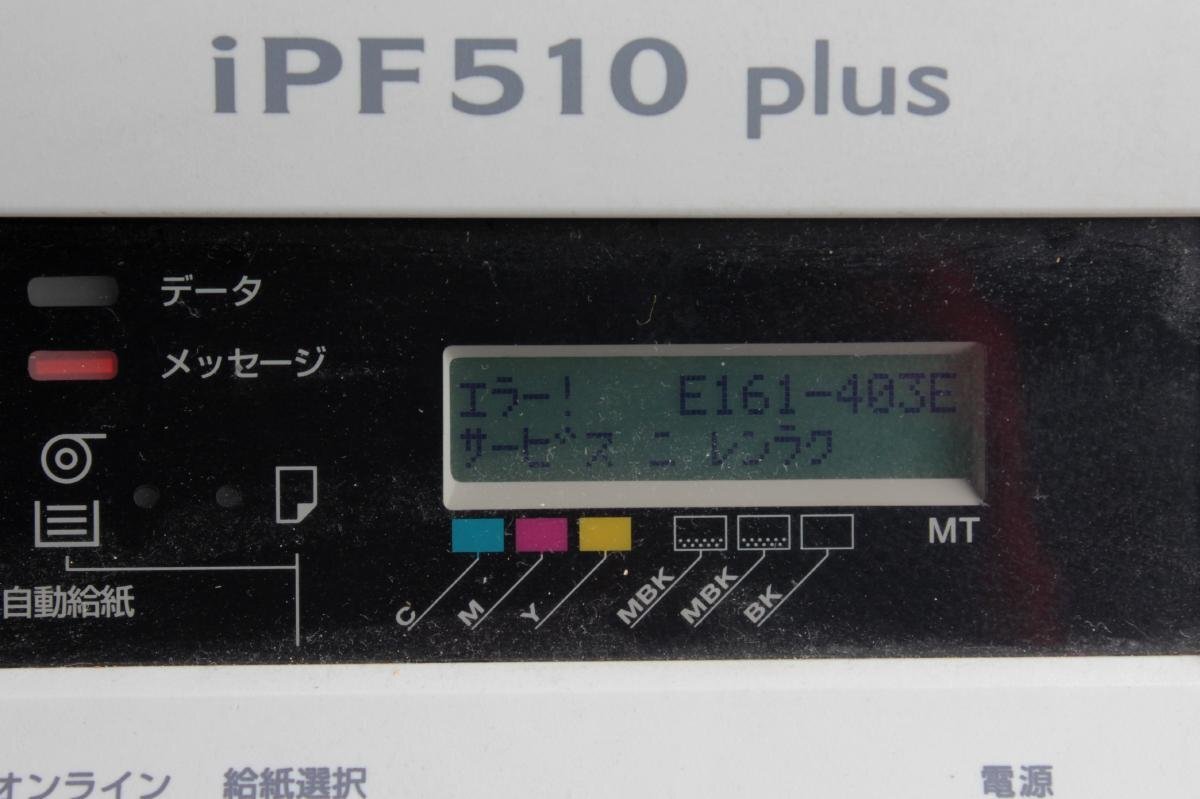 iPF510 plus
データ
メッセージ
エラー! E161-403E
サービス ニ レンラク
MT
C M Y MBK MBK BK
自動給紙
オンライン 給紙選択 電源